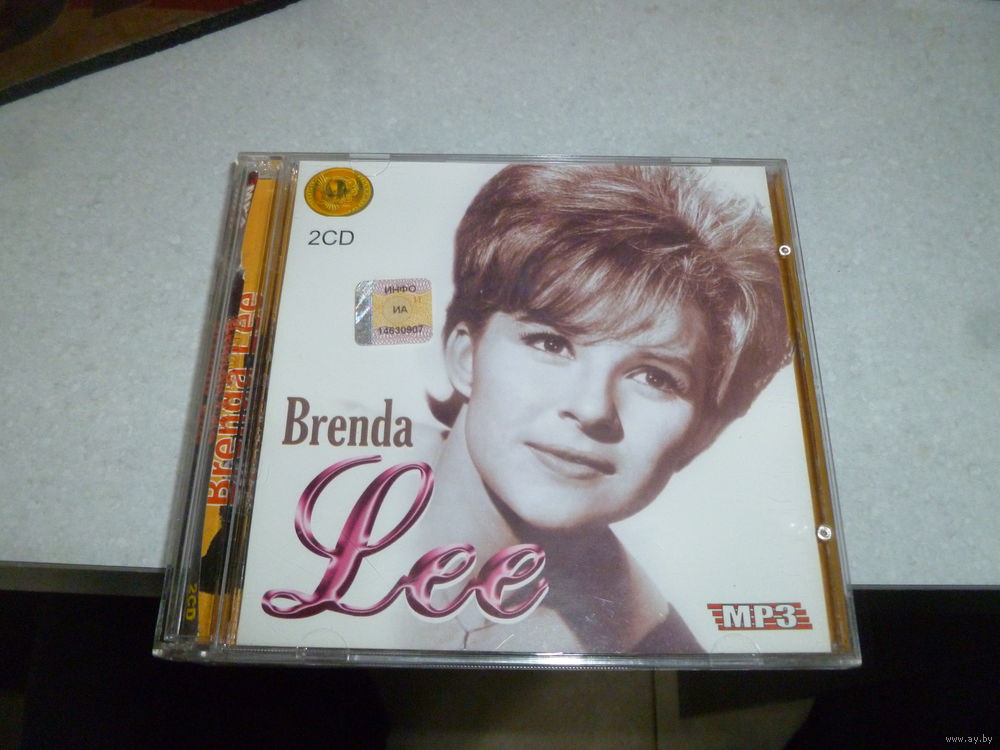 2CD
ИНФО
ИА
14630907
Brenda
Lee
MP3
Brenda Lee
2CD
www.ay.by